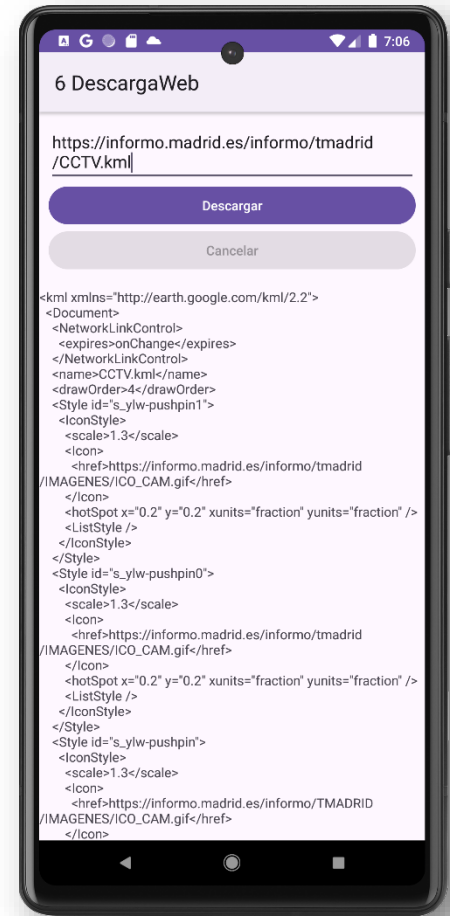 7:06
6 DescargaWeb
https://informo.madrid.es/informo/tmadrid
/CCTV.kml
Descargar
Cancelar
<kml xmlns="http://earth.google.com/kml/2.2">
<Document>
<NetworkLinkControl>
<expires>onChange</expires>
</NetworkLinkControl>
<name>CCTV.kml</name>
<drawOrder>4</drawOrder>
<Style id="s_ylw-pushpin1">
<IconStyle>
<scale>1.3</scale>
<Icon>
<href>https://informo.madrid.es/informo/tmadrid
/IMAGENES/ICO_CAM.gif</href>
</Icon>
<hotSpot x="0.2" y="0.2" xunits="fraction" yunits="fraction" />
<ListStyle />
</IconStyle>
</Style>
<Style id="s_ylw-pushpin0">
<IconStyle>
<scale>1.3</scale>
<Icon>
<href>https://informo.madrid.es/informo/tmadrid
/IMAGENES/ICO_CAM.gif</href>
</Icon>
<hotSpot x="0.2" y="0.2" xunits="fraction" yunits="fraction" />
<ListStyle />
</IconStyle>
</Style>
<Style id="s_ylw-pushpin">
<IconStyle>
<scale>1.3</scale>
<Icon>
<href>https://informo.madrid.es/informo/TMADRID
/IMAGENES/ICO_CAM.gif</href>
</Icon>